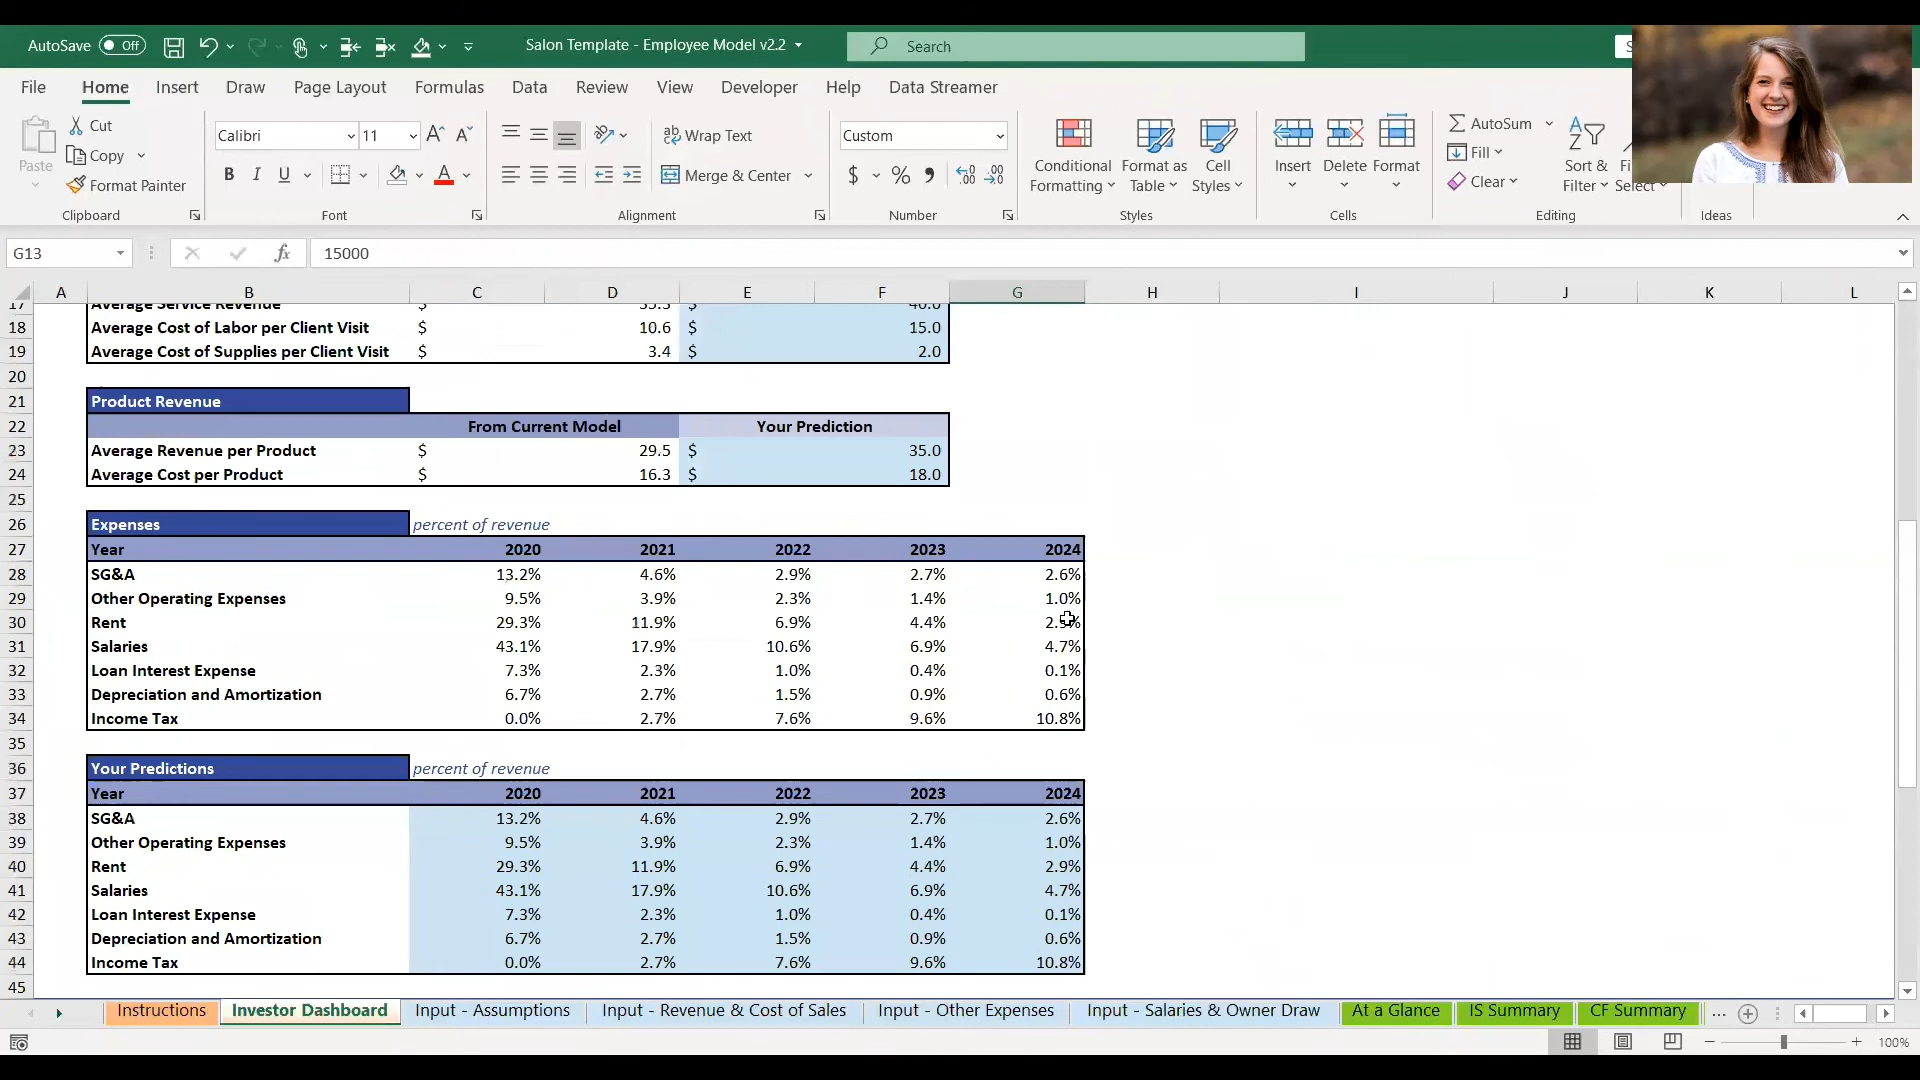 AutoSave Off Salon Template - Employee Model v2.2 Search
File Home Insert Draw Page Layout Formulas Data Review View Developer Help Data Streamer
Paste Cut Copy Format Painter
Calibri 11
B I U A
Wrap Text
Merge & Center
Custom
$ % 9
Conditional Formatting
Format as Table
Cell Styles
Insert Delete Format
AutoSum
Fill
Clear
Sort & Filter
Select
Clipboard Font Alignment Number Styles Cells Editing Ideas
G13 fx 15000
A B C D E F G H I J K L
17 Average Service Revenue $ $
18 Average Cost of Labor per Client Visit $ 10.6 $ 15.0
19 Average Cost of Supplies per Client Visit $ 3.4 $ 2.0
20
21 Product Revenue
22 From Current Model Your Prediction
23 Average Revenue per Product $ 29.5 $ 35.0
24 Average Cost per Product $ 16.3 $ 18.0
25
26 Expenses percent of revenue
27 Year 2020 2021 2022 2023 2024
28 SG&A 13.2% 4.6% 2.9% 2.7% 2.6%
29 Other Operating Expenses 9.5% 3.9% 2.3% 1.4% 1.0%
30 Rent 29.3% 11.9% 6.9% 4.4%
31 Salaries 43.1% 17.9% 10.6% 6.9% 4.7%
32 Loan Interest Expense 7.3% 2.3% 1.0% 0.4% 0.1%
33 Depreciation and Amortization 6.7% 2.7% 1.5% 0.9% 0.6%
34 Income Tax 0.0% 2.7% 7.6% 9.6% 10.8%
35
36 Your Predictions percent of revenue
37 Year 2020 2021 2022 2023 2024
38 SG&A 13.2% 4.6% 2.9% 2.7% 2.6%
39 Other Operating Expenses 9.5% 3.9% 2.3% 1.4% 1.0%
40 Rent 29.3% 11.9% 6.9% 4.4% 2.9%
41 Salaries 43.1% 17.9% 10.6% 6.9% 4.7%
42 Loan Interest Expense 7.3% 2.3% 1.0% 0.4% 0.1%
43 Depreciation and Amortization 6.7% 2.7% 1.5% 0.9% 0.6%
44 Income Tax 0.0% 2.7% 7.6% 9.6% 10.8%
45
Instructions Investor Dashboard Input - Assumptions Input - Revenue & Cost of Sales Input - Other Expenses Input - Salaries & Owner Draw At a Glance IS Summary CF Summary ...
100%